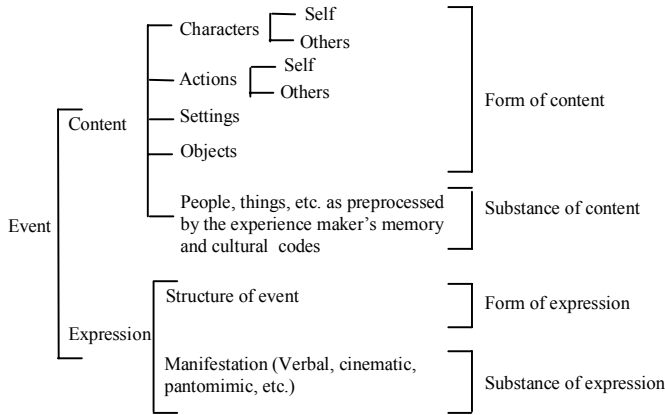 Characters
Self
Others
Actions
Self
Others
Settings
Objects
Content
Form of content
People, things, etc. as preprocessed
by the experience maker's memory
and cultural codes
Substance of content
Event
Structure of event
Form of expression
Expression
Manifestation (Verbal, cinematic,
pantomimic, etc.)
Substance of expression